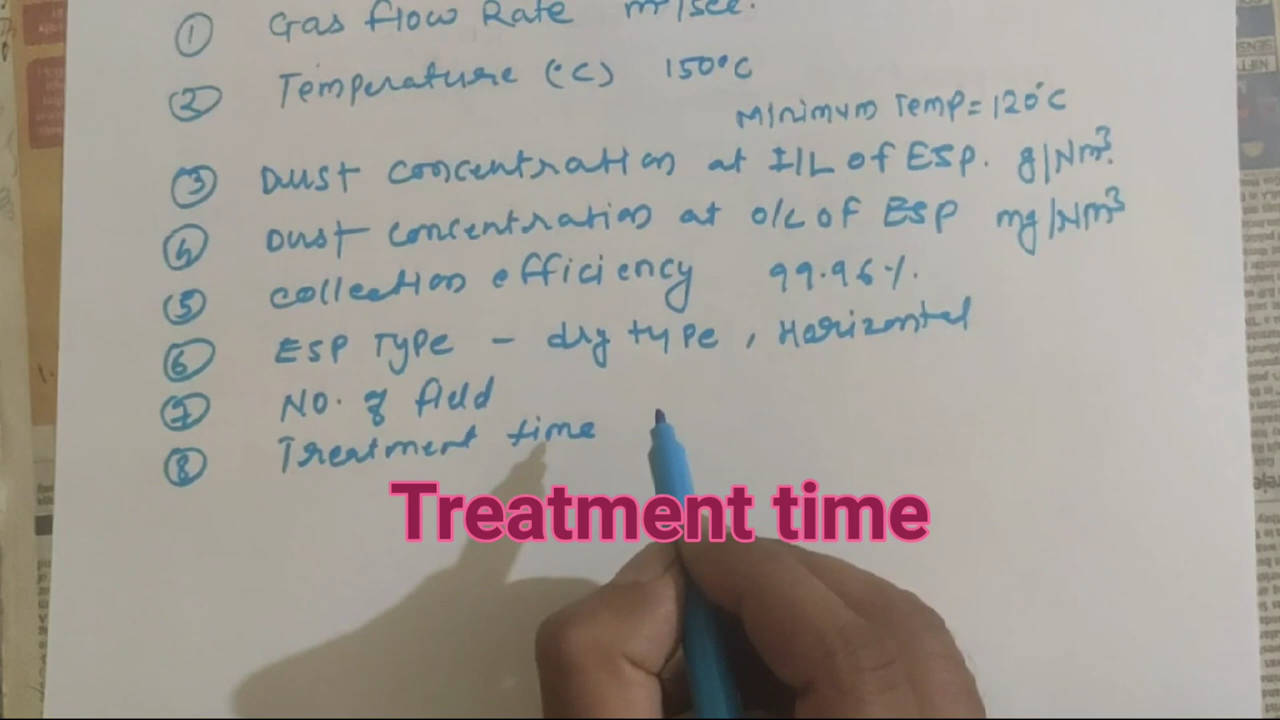 ① Gas flow Rate m³/sec.
② Temperature (°C) 150°C
Minimum Temp = 120°C
③ Dust concentration at I/L of ESP. g/Nm³.
④ Dust concentration at O/L of ESP mg/Nm³
⑤ collection efficiency 99.96%.
⑥ ESP Type - dry type, Horizontal
⑦ No. of field
⑧ Treatment time
Treatment time